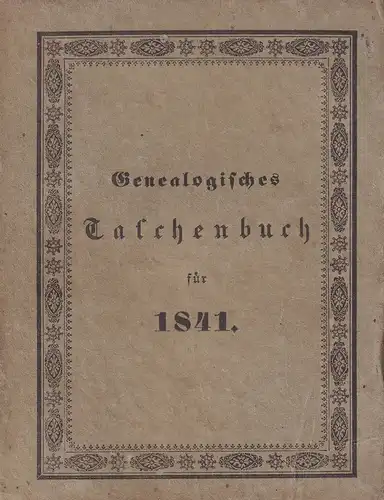 Genealogisches
Taschenbuch
für
1841.